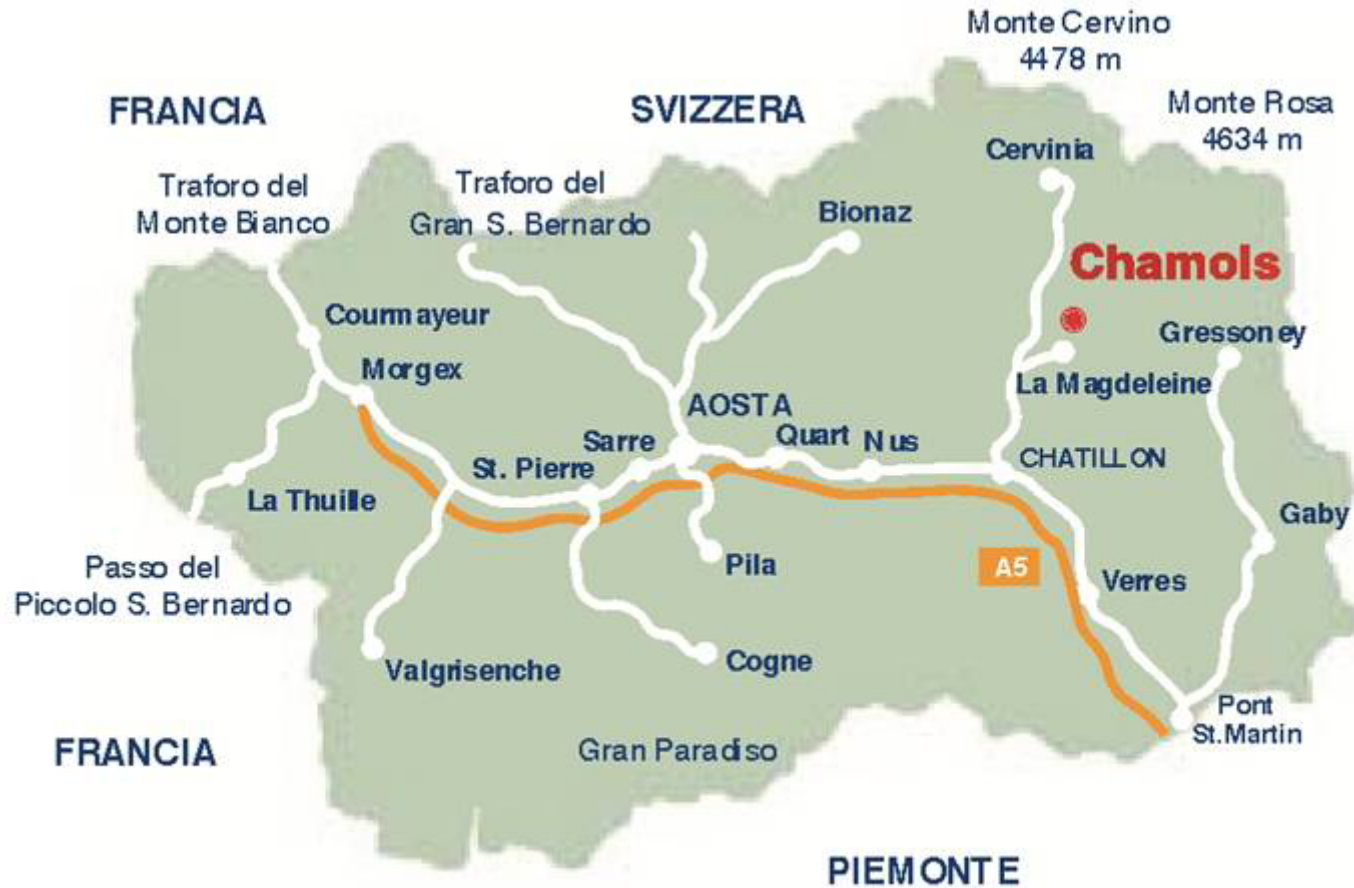 Monte Cervino
4478 m
FRANCIA
SVIZZERA
Monte Rosa
4634 m
Cervinia
Traforo del
Monte Bianco
Traforo del
Gran S. Bernardo
Bionaz
Chamols
Courmayeur
Gressoney
Morgex
La Magdeleine
AOSTA
Quart
Nus
Sarre
St. Pierre
CHATILLON
La Thuille
Gaby
Passo del
Piccolo S. Bernardo
Pila
A5
Verres
Valgrisenche
Cogne
Pont
St.Martin
FRANCIA
Gran Paradiso
PIEMONTE